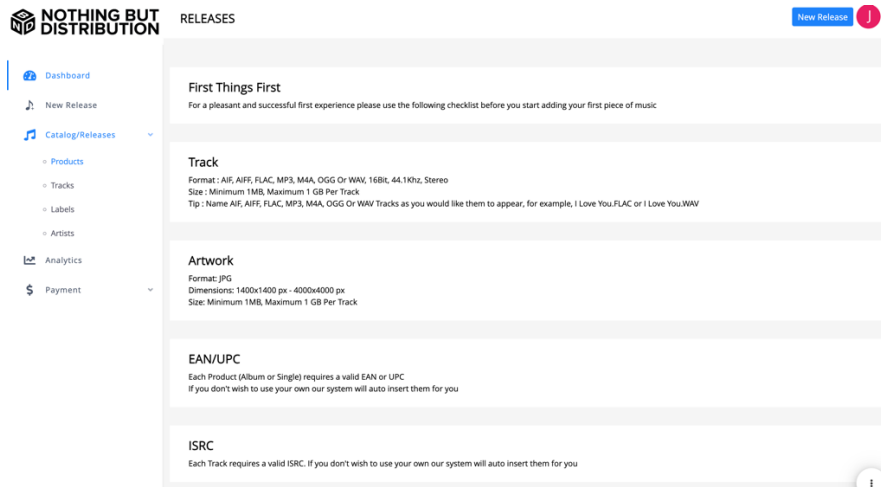 NOTHING BUT
DISTRIBUTION
RELEASES
New Release
J
Dashboard
New Release
Catalog/Releases
Products
Tracks
Labels
Artists
Analytics
Payment
First Things First
For a pleasant and successful first experience please use the following checklist before you start adding your first piece of music
Track
Format : AIF, AIFF, FLAC, MP3, M4A, OGG Or WAV, 16Bit, 44.1Khz, Stereo
Size : Minimum 1MB, Maximum 1 GB Per Track
Tip : Name AIF, AIFF, FLAC, MP3, M4A, OGG Or WAV Tracks as you would like them to appear, for example, I Love You.FLAC or I Love You.WAV
Artwork
Format: JPG
Dimensions: 1400x1400 px - 4000x4000 px
Size: Minimum 1MB, Maximum 1 GB Per Track
EAN/UPC
Each Product (Album or Single) requires a valid EAN or UPC
If you don't wish to use your own our system will auto insert them for you
ISRC
Each Track requires a valid ISRC. If you don't wish to use your own our system will auto insert them for you